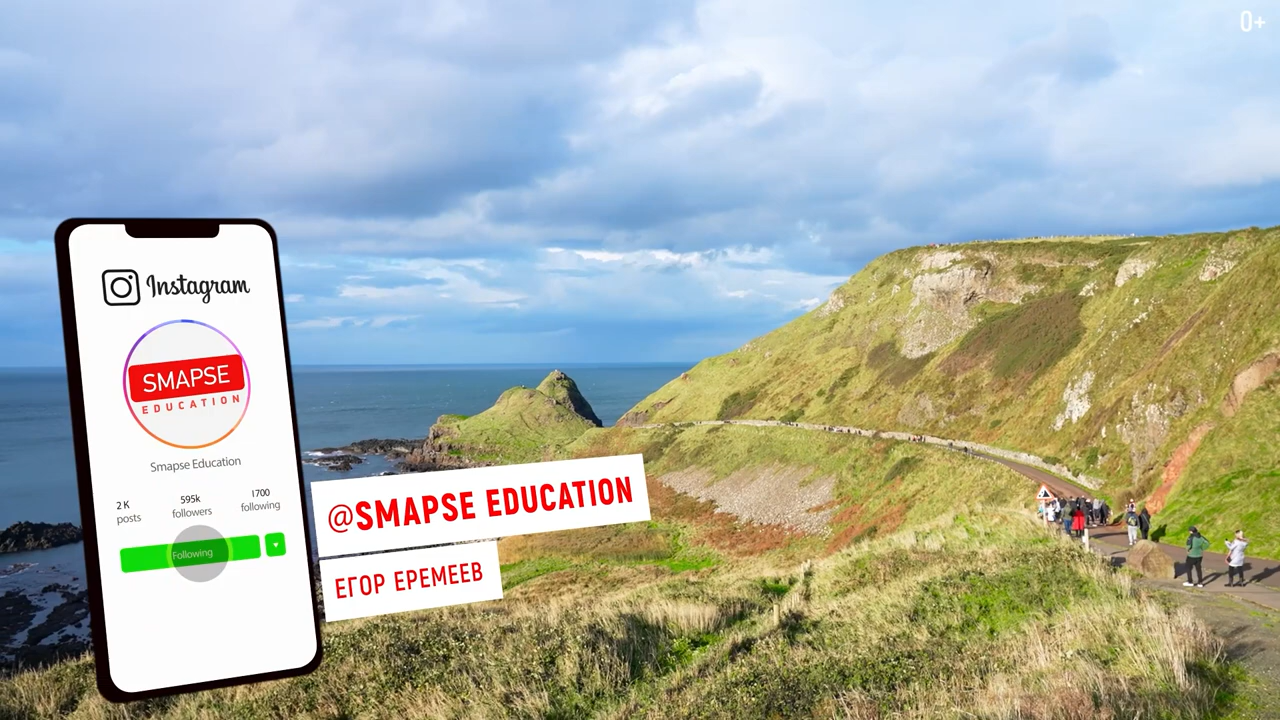 0+
Instagram
SMAPSE
EDUCATION
Smapse Education
2 K
posts
595k
followers
1700
following
Following
@SMAPSE EDUCATION
ЕГОР ЕРЕМЕЕВ